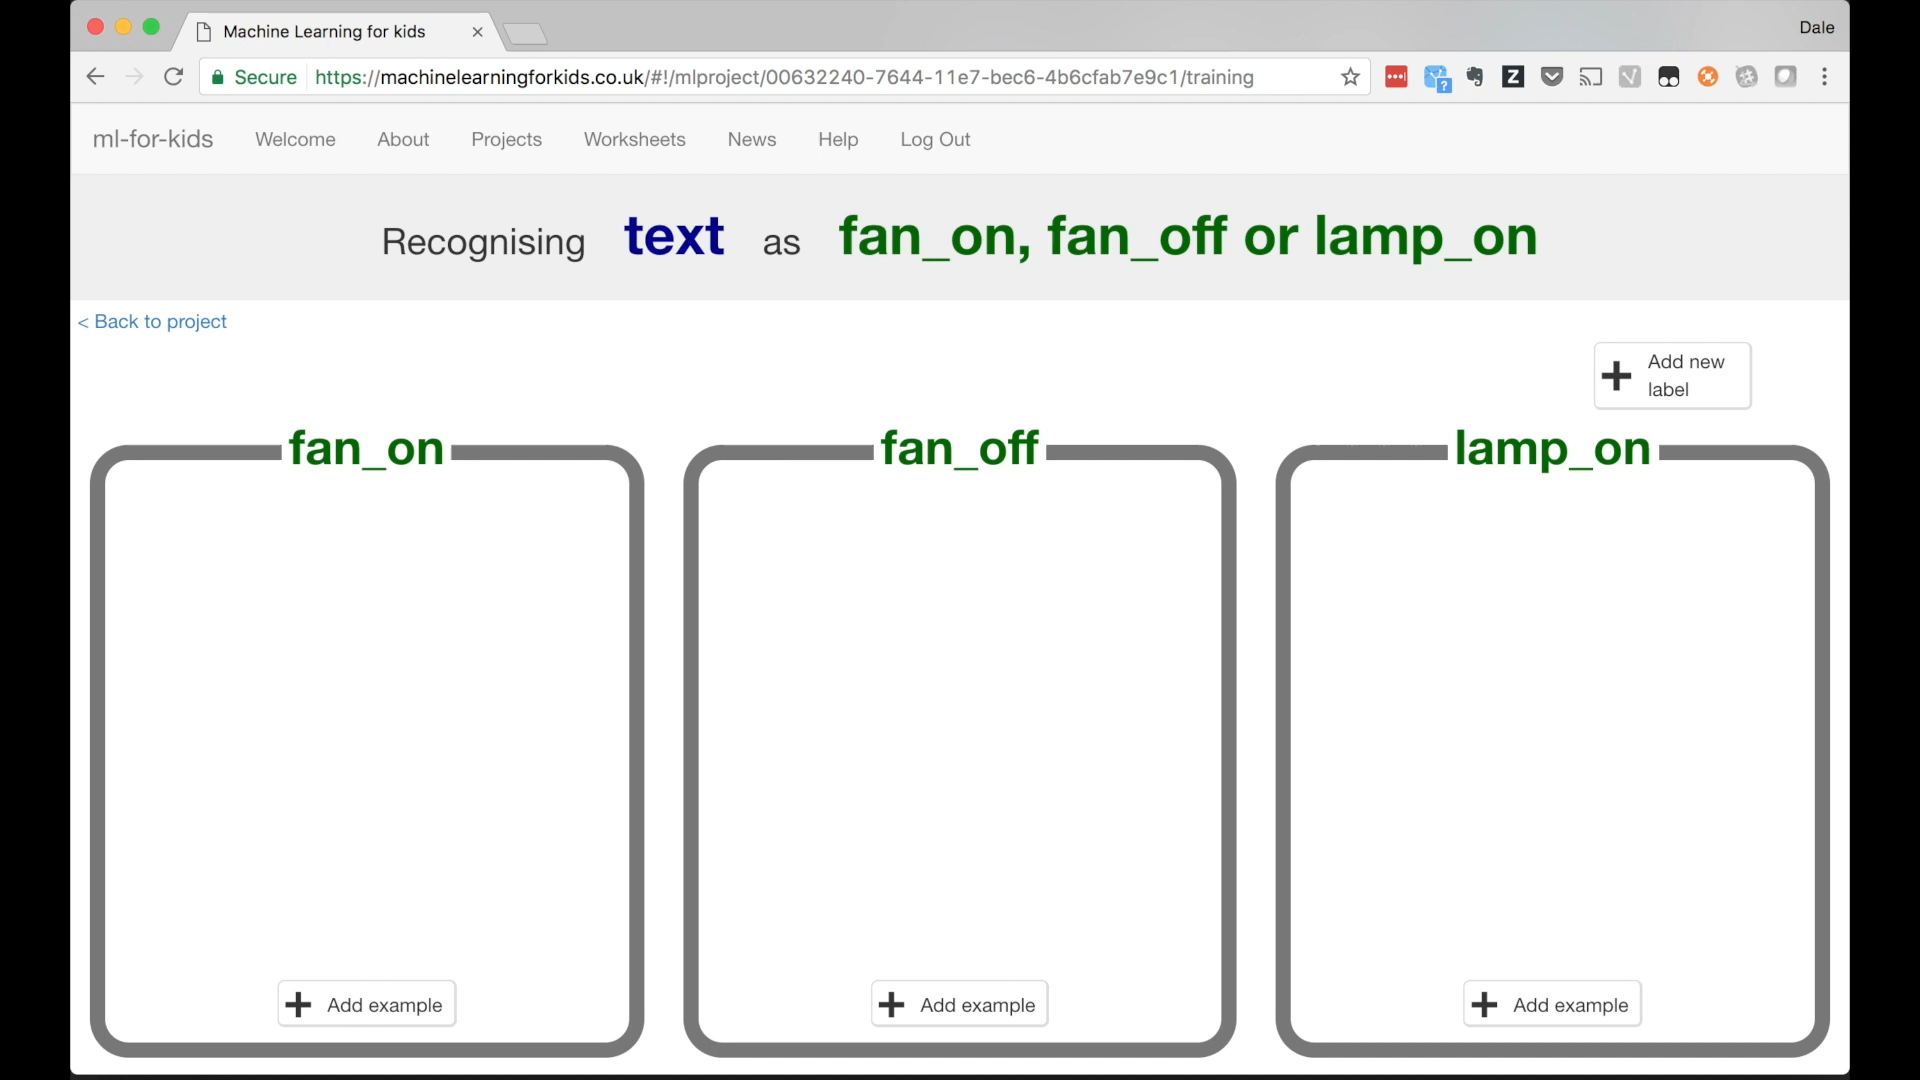 Machine Learning for kids
Dale
Secure https://machinelearningforkids.co.uk/#!/mlproject/00632240-7644-11e7-bec6-4b6cfab7e9c1/training
ml-for-kids Welcome About Projects Worksheets News Help Log Out
Recognising text as fan_on, fan_off or lamp_on
< Back to project
Add new
label
fan_on fan_off lamp_on
Add example Add example Add example